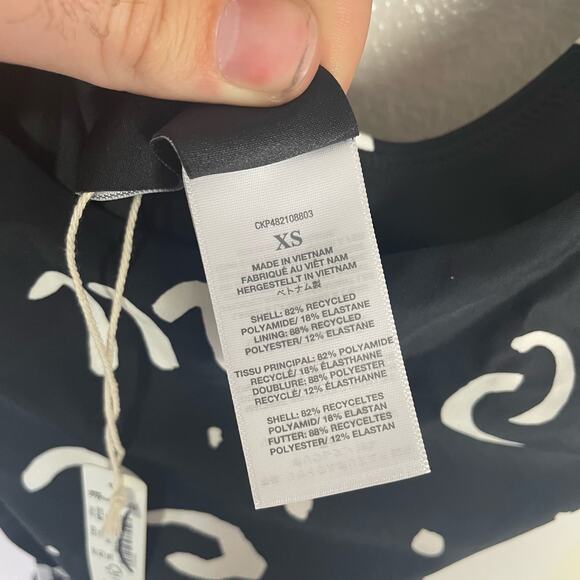 CKP482108803
XS
MADE IN VIETNAM
FABRIQUÉ AU VIÊT NAM
HERGESTELLT IN VIETNAM
ベトナム製
SHELL: 82% RECYCLED
POLYAMIDE/ 18% ELASTANE
LINING: 88% RECYCLED
POLYESTER/ 12% ELASTANE
TISSU PRINCIPAL: 82% POLYAMIDE
RECYCLÉ/ 18% ÉLASTHANNE
DOUBLURE: 88% POLYESTER
RECYCLÉ/ 12% ÉLASTHANNE
SHELL: 82% RECYCELTES
POLYAMID/ 18% ELASTAN
FUTTER: 88% RECYCELTES
POLYESTER/ 12% ELASTAN